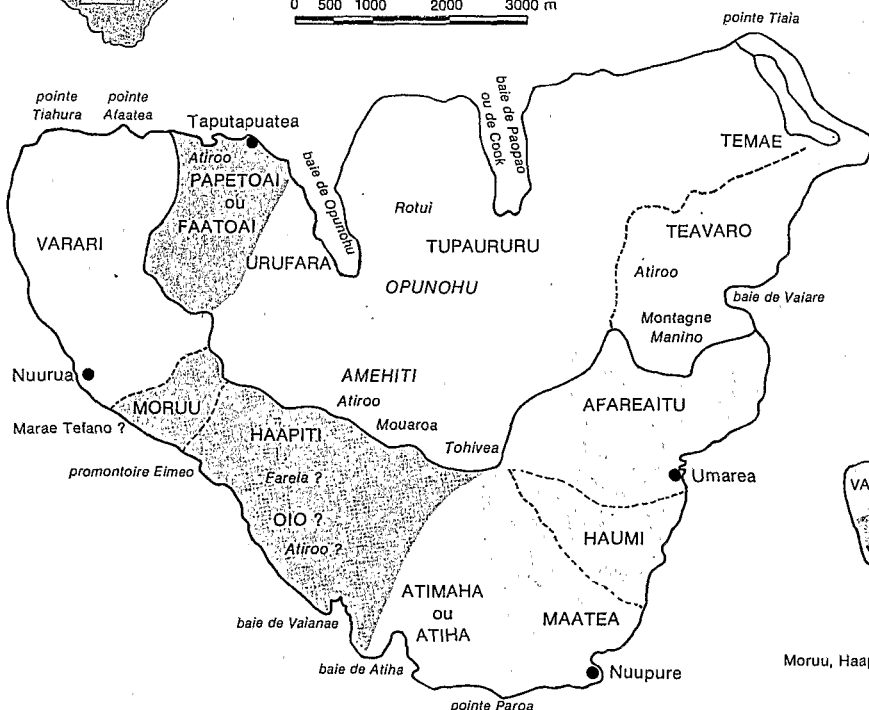 0 500 1000 2000 3000 m
pointe Tiaia
pointe
Tiahura
pointe
Afaatea
Taputapuatea
baie de Paopao
ou de Cook
Atiroo
PAPETOAI
ou
FAATOAI
baie de Opunohu
TEMAE
Rotui
VARARI
URUFARA
TUPAURURU
TEAVARO
OPUNOHU
Atiroo
baie de Vaiare
Montagne
Manino
Nuurua
AMEHITI
Atiroo
MORUU
AFAREAITU
Marae Tefano ?
HAAPITI
Mouaroa
Tohivea
promontoire Eimeo
Farela ?
Umarea
VA
OIO ?
HAUMI
Atiroo ?
ATIMAHA
ou
ATIHA
baie de Vaianae
MAATEA
baie de Atiha
Nuupure
Moruu, Haap
pointe Paroa